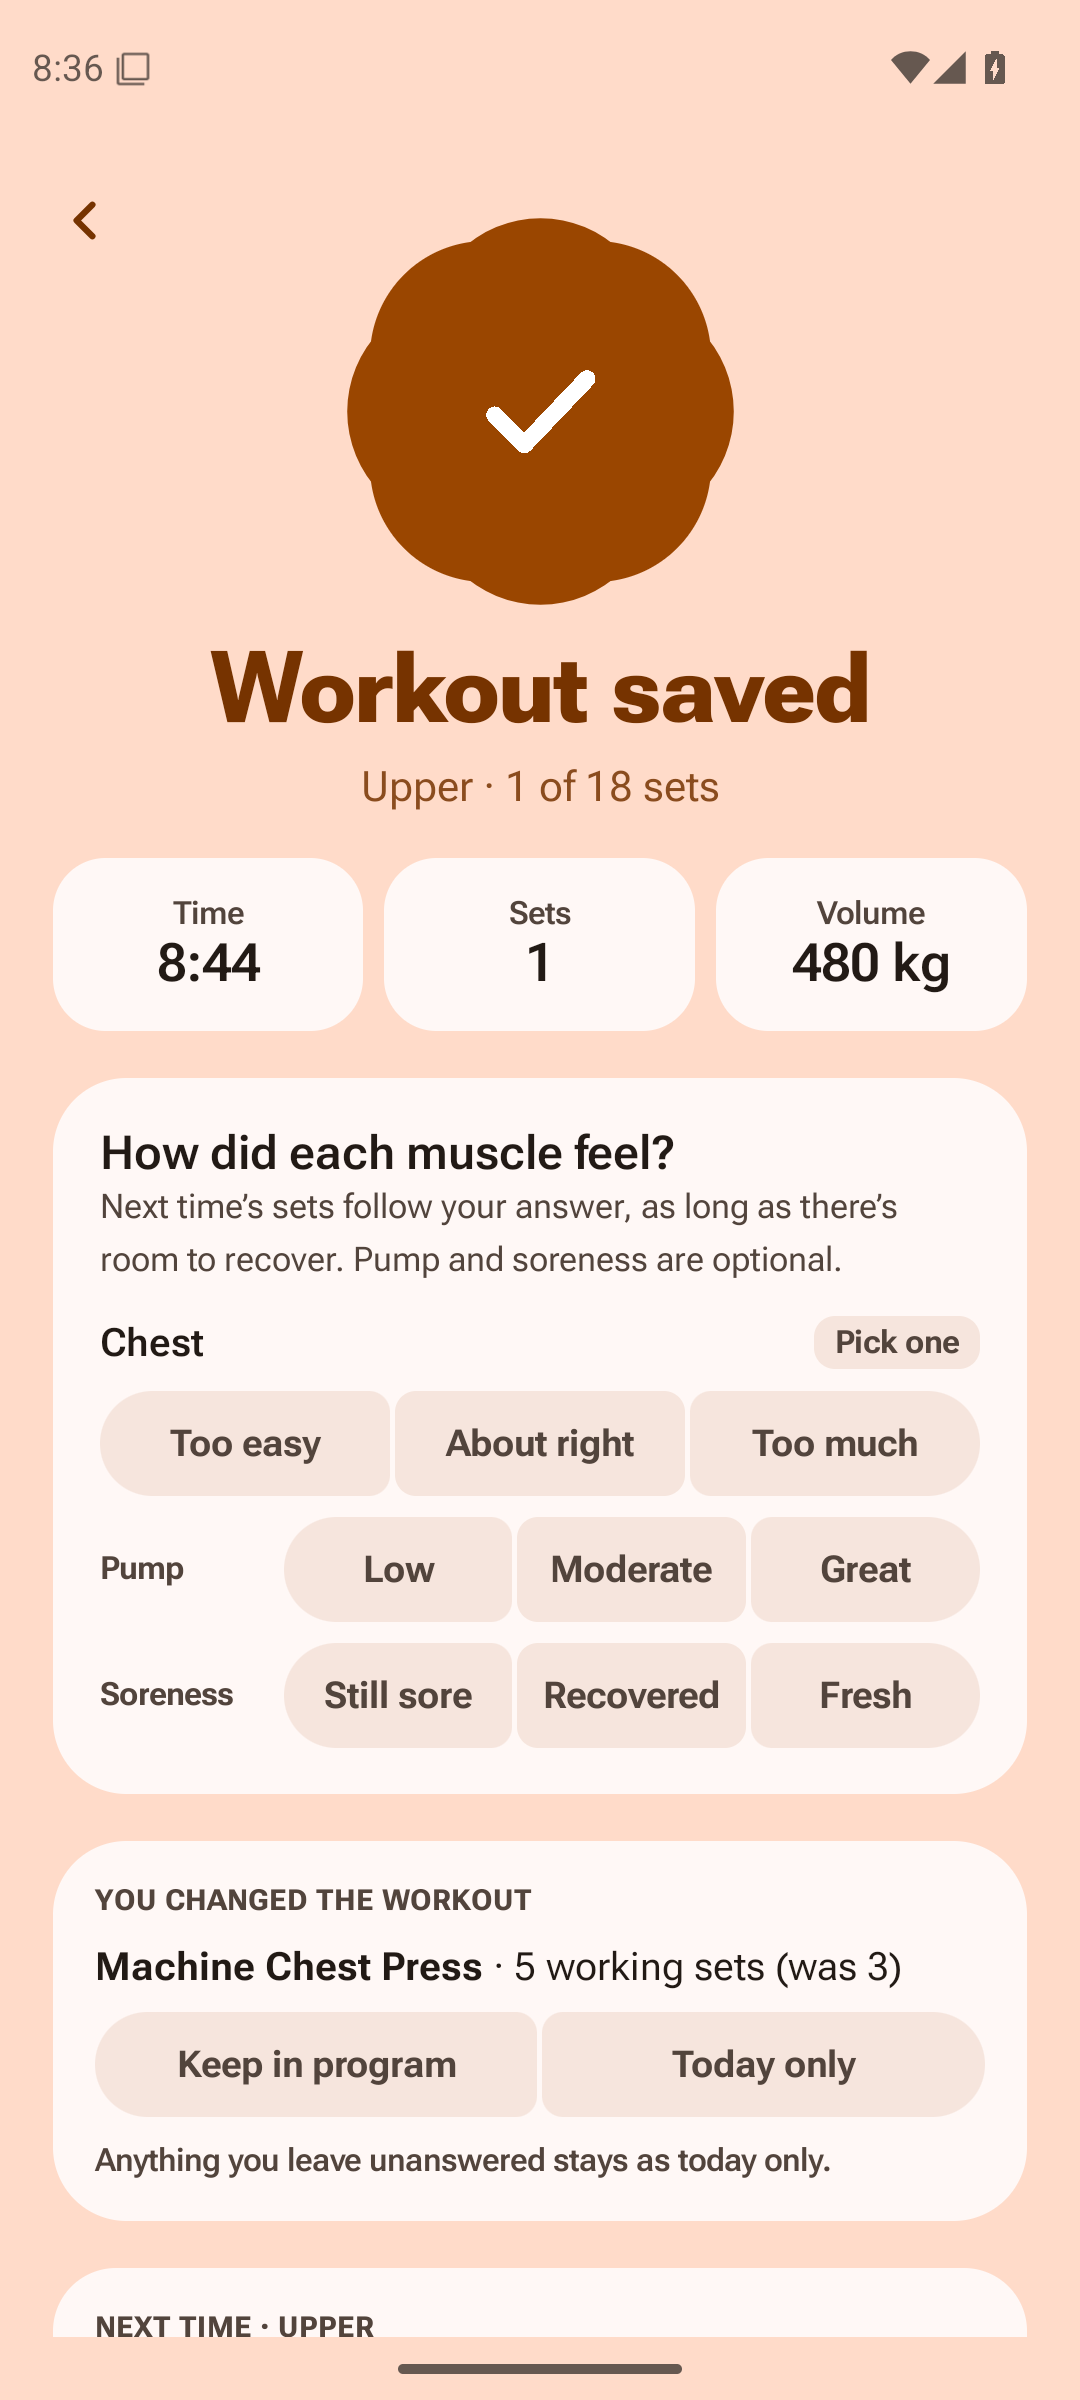 8:36
Workout saved
Upper · 1 of 18 sets
Time
8:44
Sets
1
Volume
480 kg
How did each muscle feel?
Next time’s sets follow your answer, as long as there’s
room to recover. Pump and soreness are optional.
Chest
Pick one
Too easy
About right
Too much
Pump
Low
Moderate
Great
Soreness
Still sore
Recovered
Fresh
YOU CHANGED THE WORKOUT
Machine Chest Press · 5 working sets (was 3)
Keep in program
Today only
Anything you leave unanswered stays as today only.
NEXT TIME · UPPER